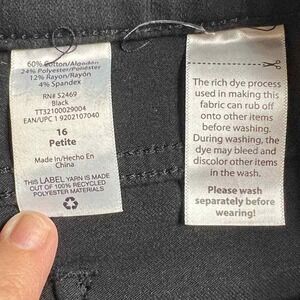 60% Cotton/Algodon
24% Polyester/Poliéster
12% Rayon/Rayón
4% Spandex
RN# 52469
Black
TT32100029004
EAN/UPC 1 9202107040
16
Petite
Made In/Hecho En
China
THIS LABEL YARN IS MADE
OUT OF 100% RECYCLED
POLYESTER MATERIALS
The rich dye process
used in making this
fabric can rub off
onto other items
before washing.
During washing, the
dye may bleed and
discolor other items
in the wash.
Please wash
separately before
wearing!